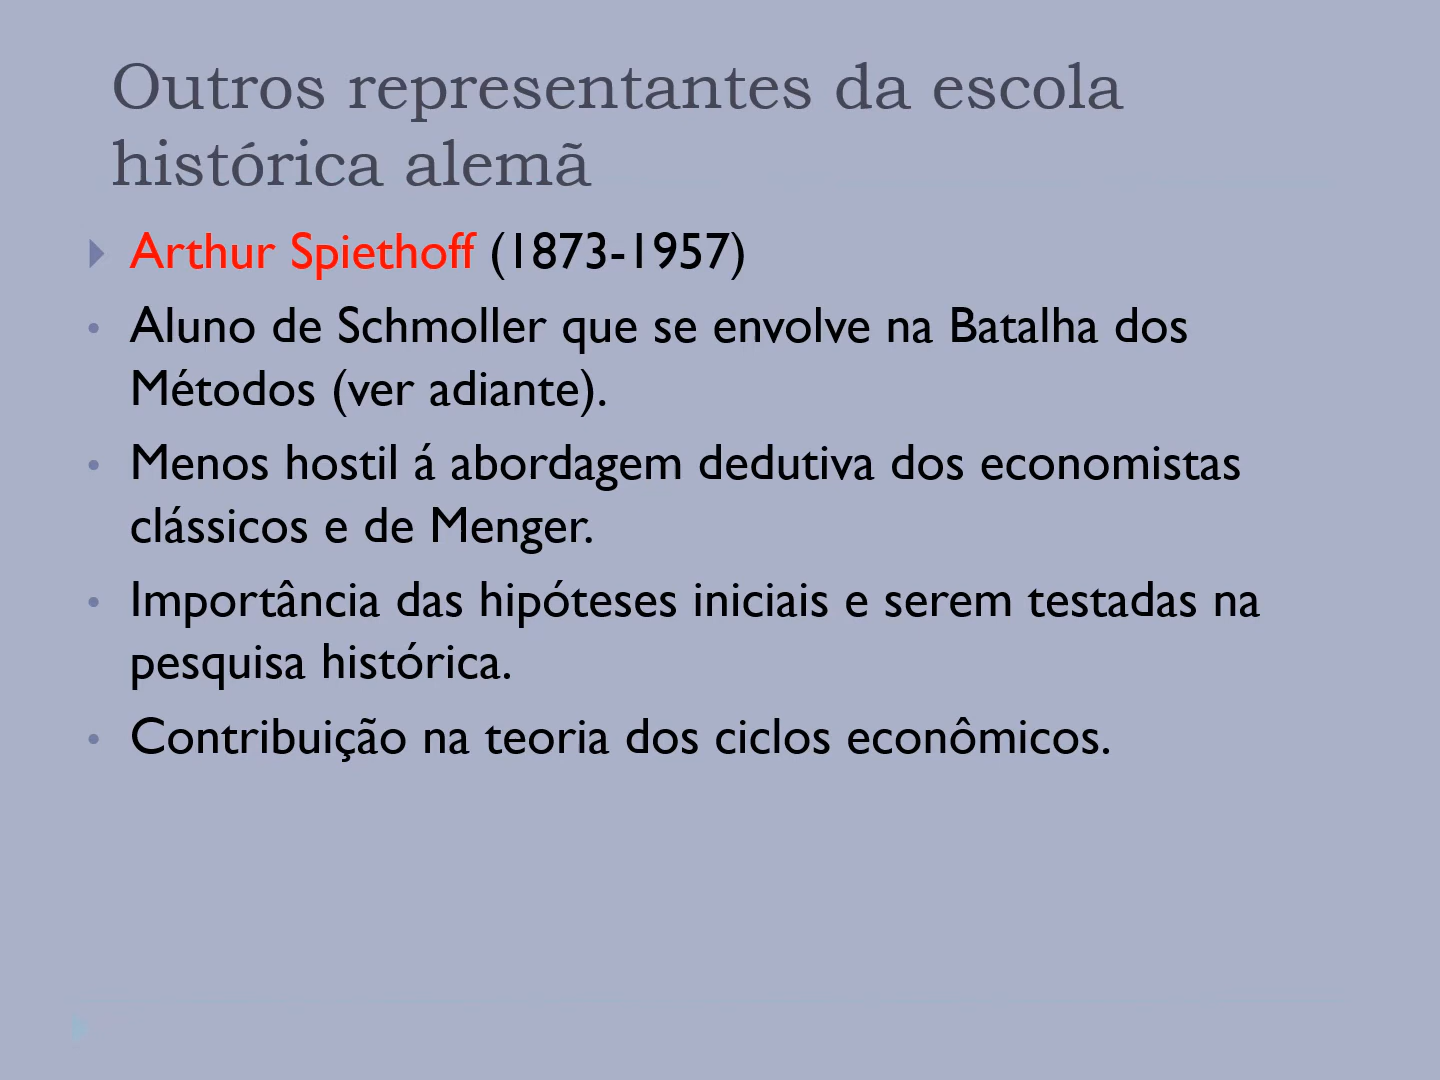 Outros representantes da escola
histórica alemã
Arthur Spiethoff (1873-1957)
• Aluno de Schmoller que se envolve na Batalha dos
Métodos (ver adiante).
• Menos hostil á abordagem dedutiva dos economistas
clássicos e de Menger.
• Importância das hipóteses iniciais e serem testadas na
pesquisa histórica.
• Contribuição na teoria dos ciclos econômicos.